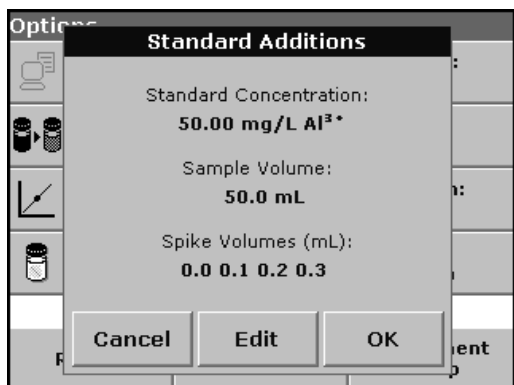 Options
Standard Additions
Standard Concentration:
50.00 mg/L Al³⁺
Sample Volume:
50.0 mL
Spike Volumes (mL):
0.0 0.1 0.2 0.3
Cancel Edit OK